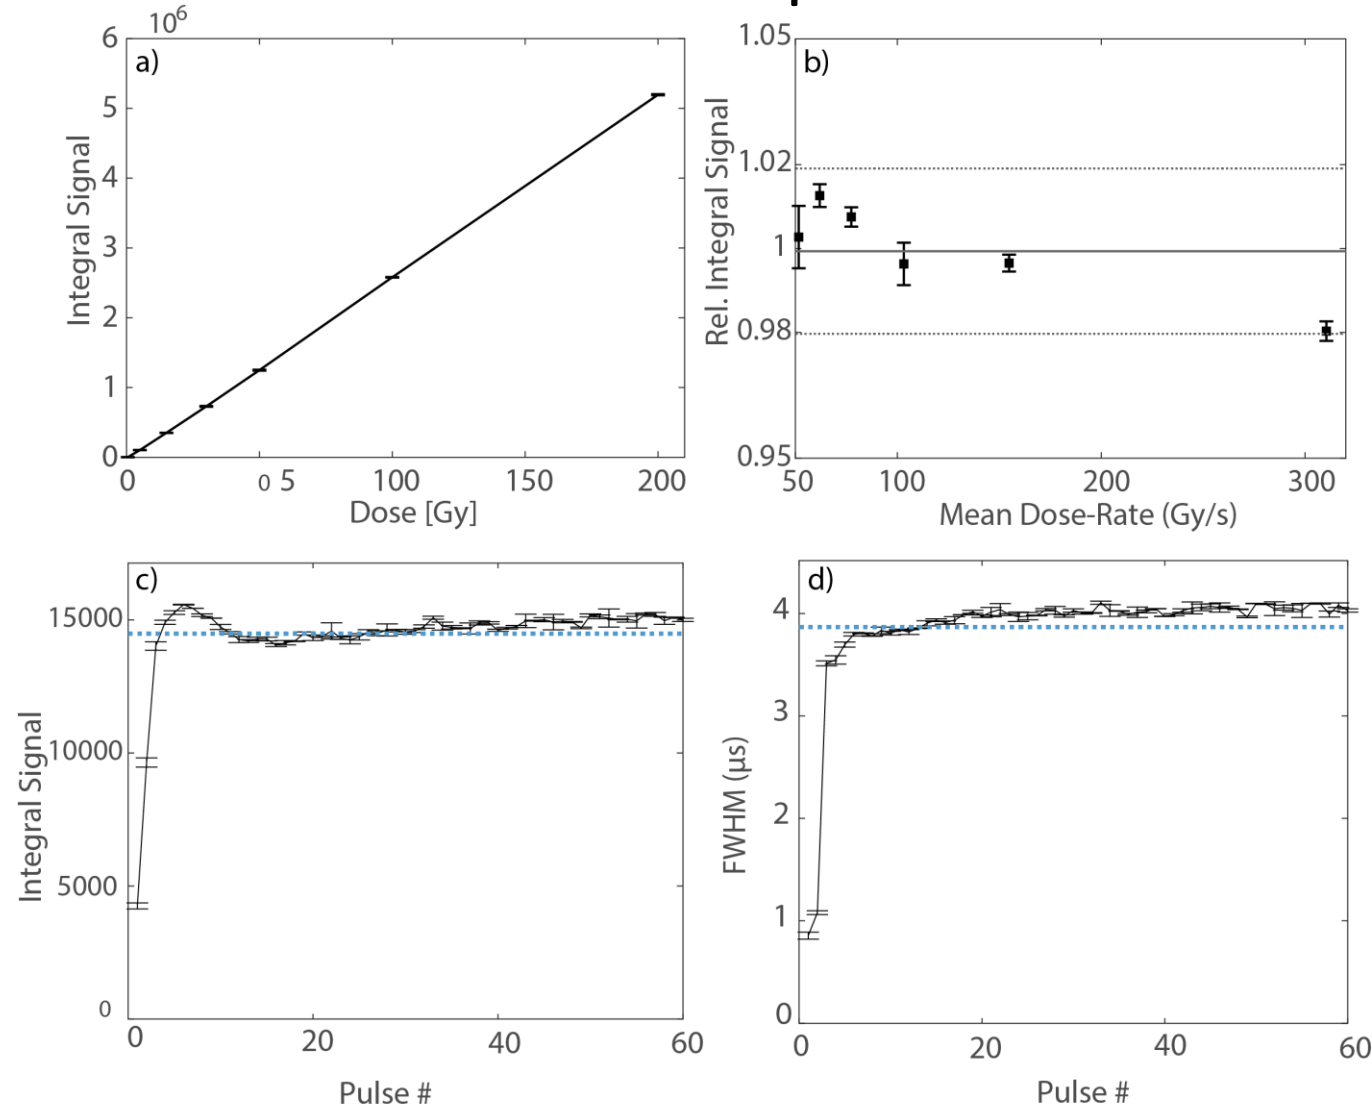 10⁶
a)
6
5
4
3
2
1
0
Integral Signal
0 0 5 100 150 200
Dose [Gy]
b)
1.05
1.02
1
0.98
0.95
Rel. Integral Signal
50 100 200 300
Mean Dose-Rate (Gy/s)
c)
15000
10000
5000
0
Integral Signal
0 20 40 60
Pulse #
d)
4
3
2
1
0
FWHM (μs)
0 20 40 60
Pulse #